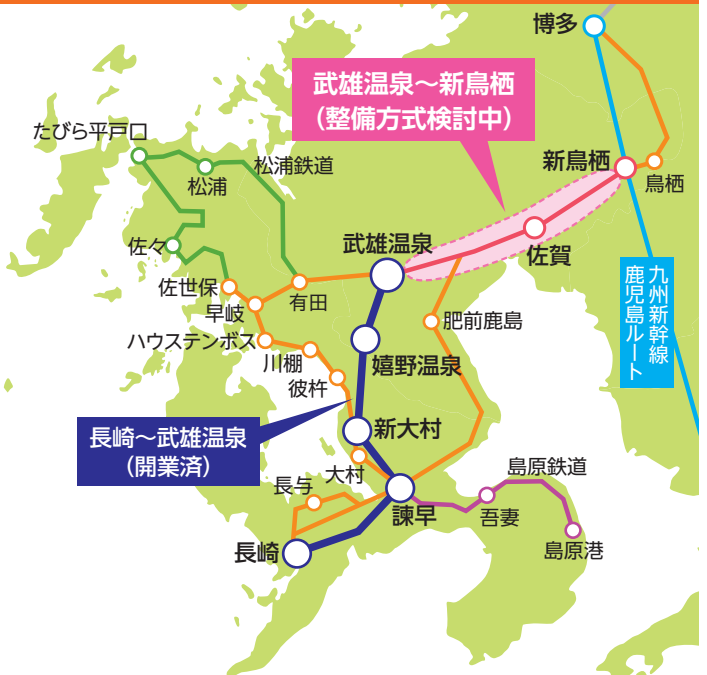 博多
武雄温泉～新鳥栖
（整備方式検討中）
たびら平戸口
松浦鉄道
松浦
新鳥栖
鳥栖
佐々
武雄温泉
佐賀
佐世保
有田
早岐
九州新幹線
鹿児島ルート
肥前鹿島
ハウステンボス
川棚
嬉野温泉
彼杵
長崎～武雄温泉
（開業済）
新大村
大村
島原鉄道
長与
諫早
吾妻
長崎
島原港